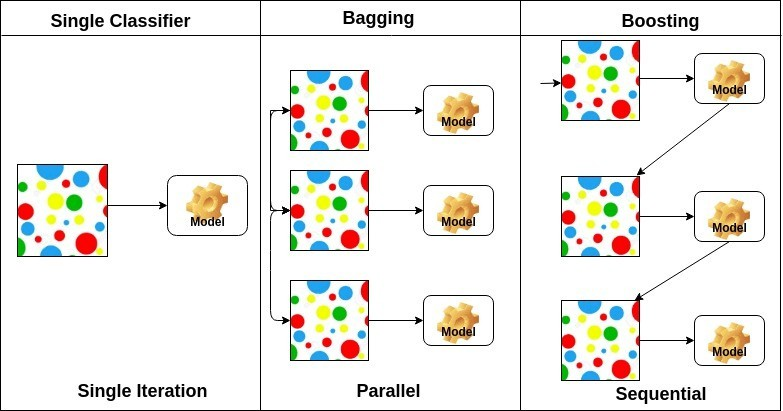 Single Classifier
Model
Single Iteration
Bagging
Model
Model
Model
Parallel
Boosting
Model
Model
Model
Sequential